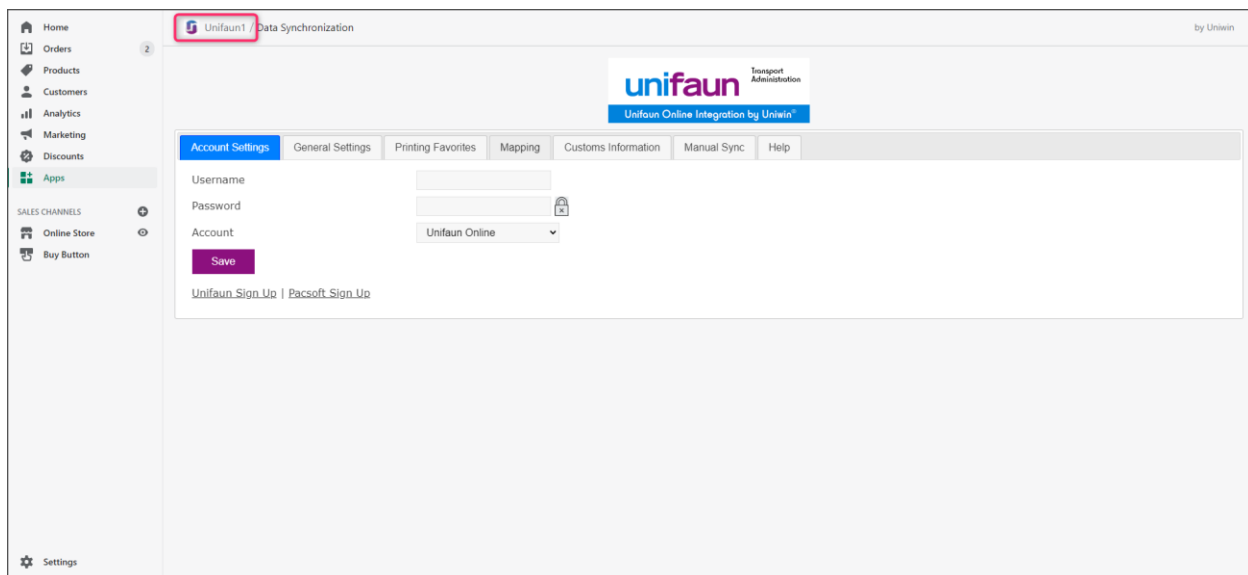 Home
Orders 2
Products
Customers
Analytics
Marketing
Discounts
Apps
SALES CHANNELS
Online Store
Buy Button
Settings
Unifaun1 / Data Synchronization
by Uniwin
unifaun Transport
Administration
Unifaun Online Integration by Uniwin®
Account Settings General Settings Printing Favorites Mapping Customs Information Manual Sync Help
Username
Password
Account Unifaun Online
Save
Unifaun Sign Up | Pacsoft Sign Up